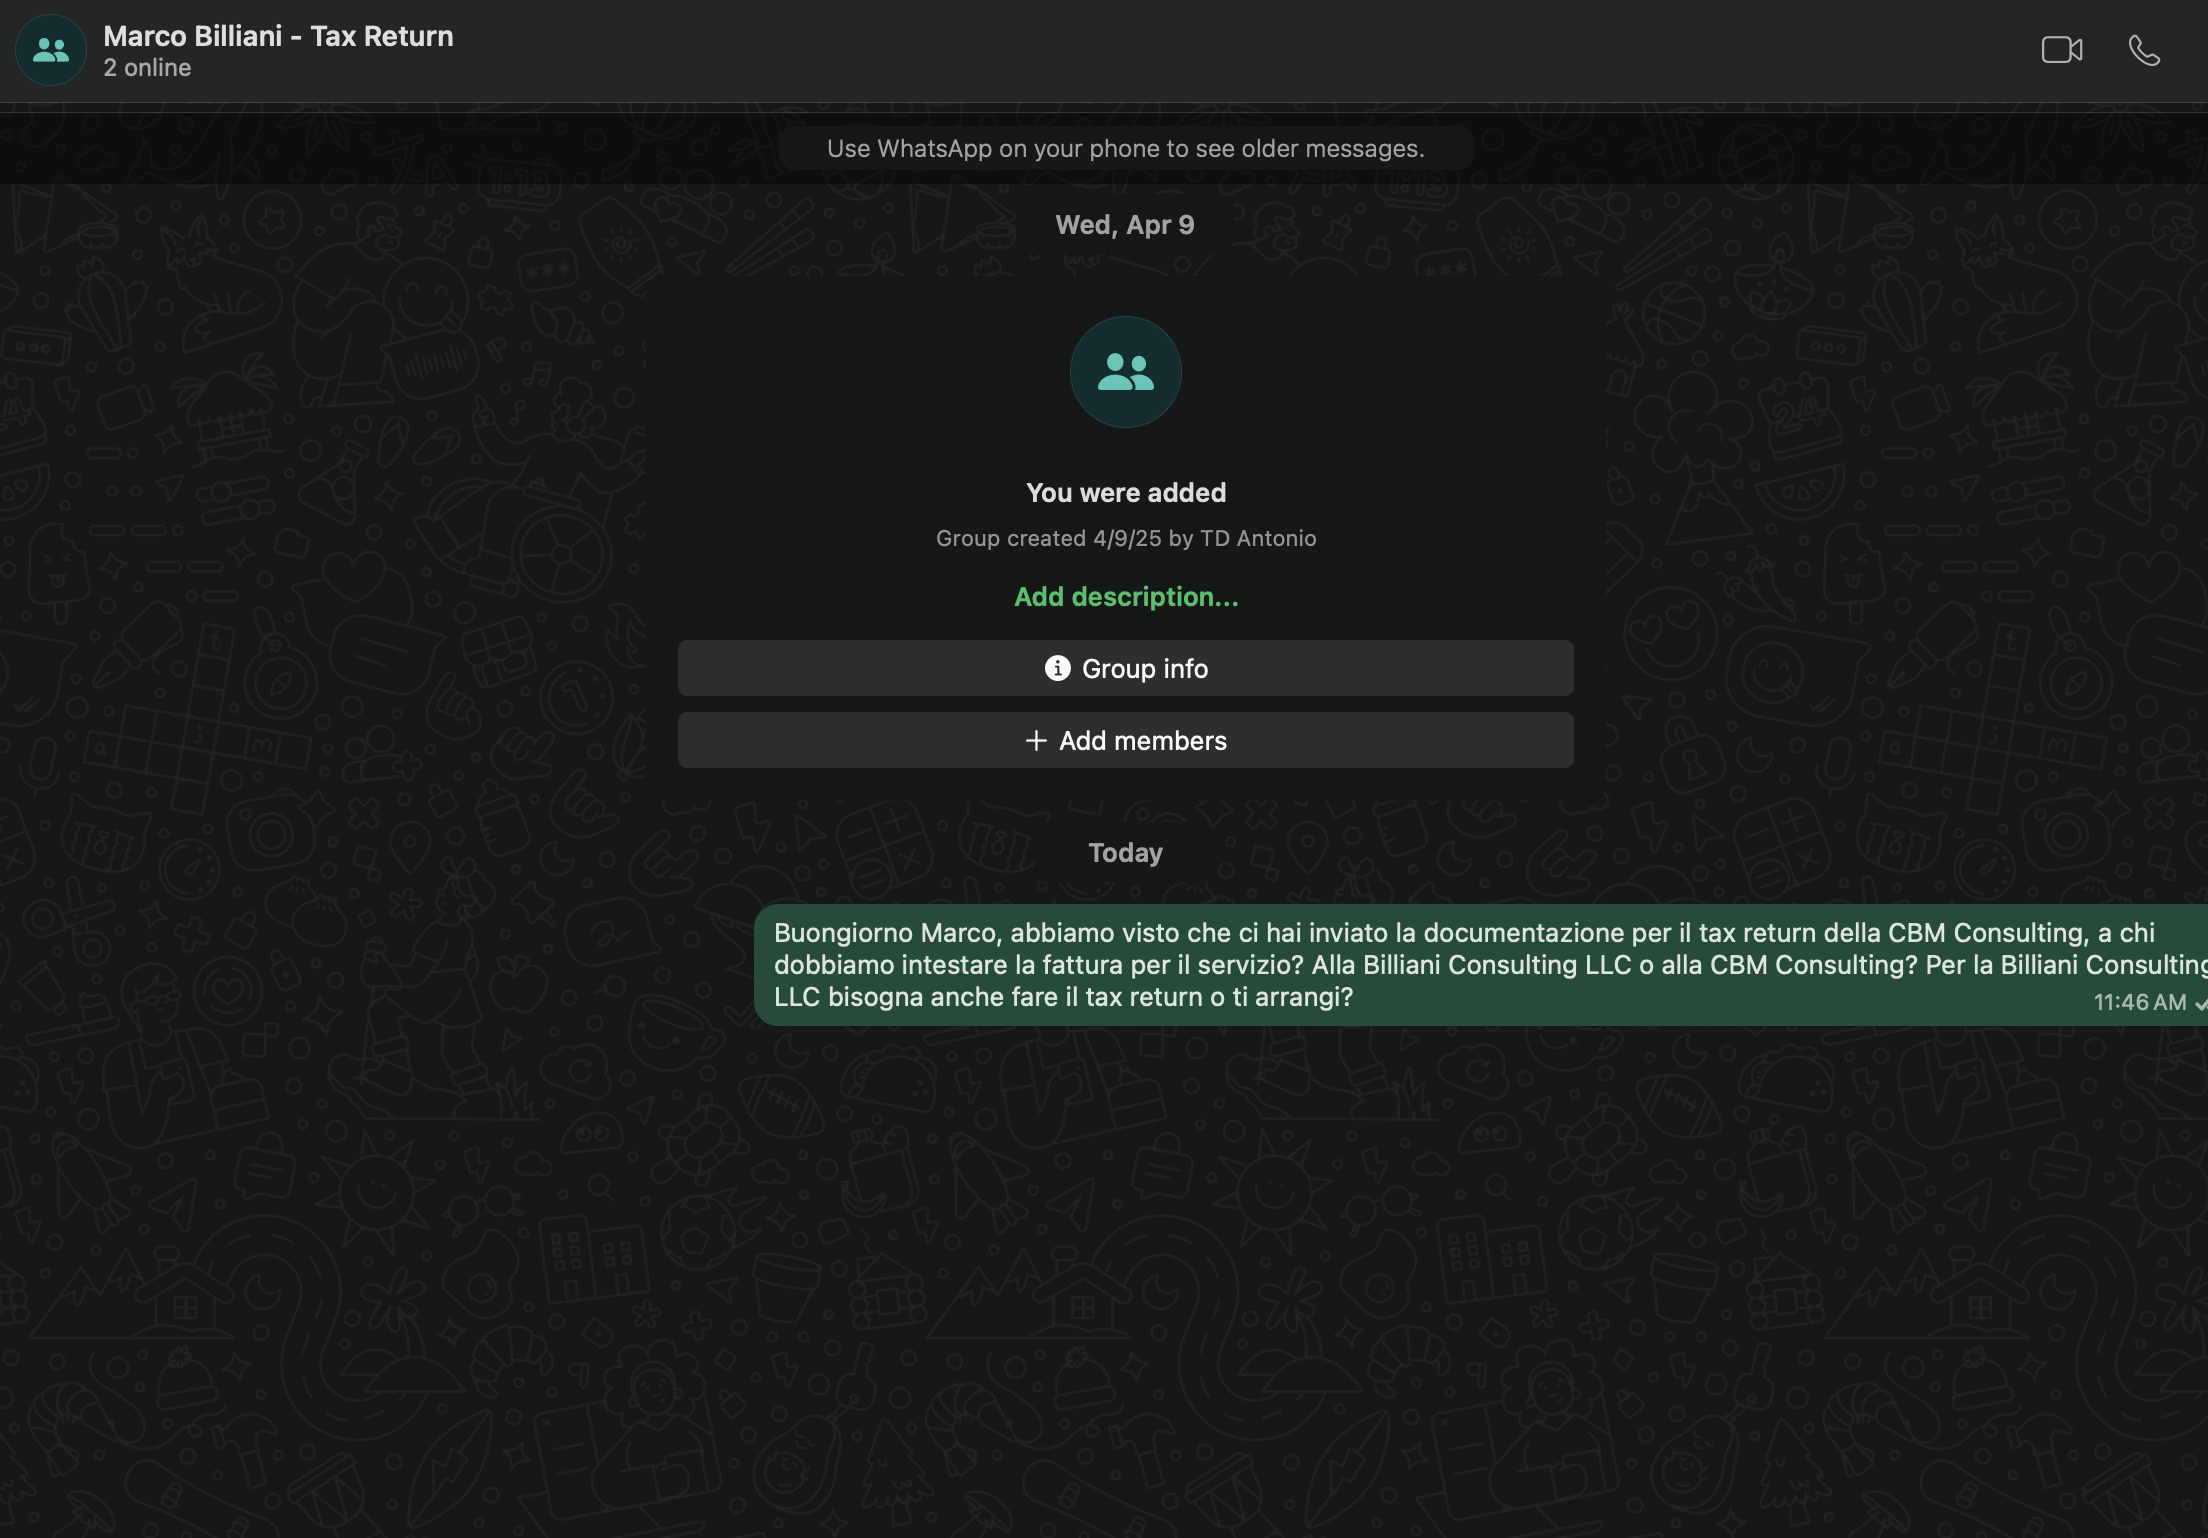 Marco Billiani - Tax Return
2 online
Use WhatsApp on your phone to see older messages.
Wed, Apr 9
You were added
Group created 4/9/25 by TD Antonio
Add description...
Group info
+ Add members
Today
Buongiorno Marco, abbiamo visto che ci hai inviato la documentazione per il tax return della CBM Consulting, a chi
dobbiamo intestare la fattura per il servizio? Alla Billiani Consulting LLC o alla CBM Consulting? Per la Billiani Consulting
LLC bisogna anche fare il tax return o ti arrangi?
11:46 AM